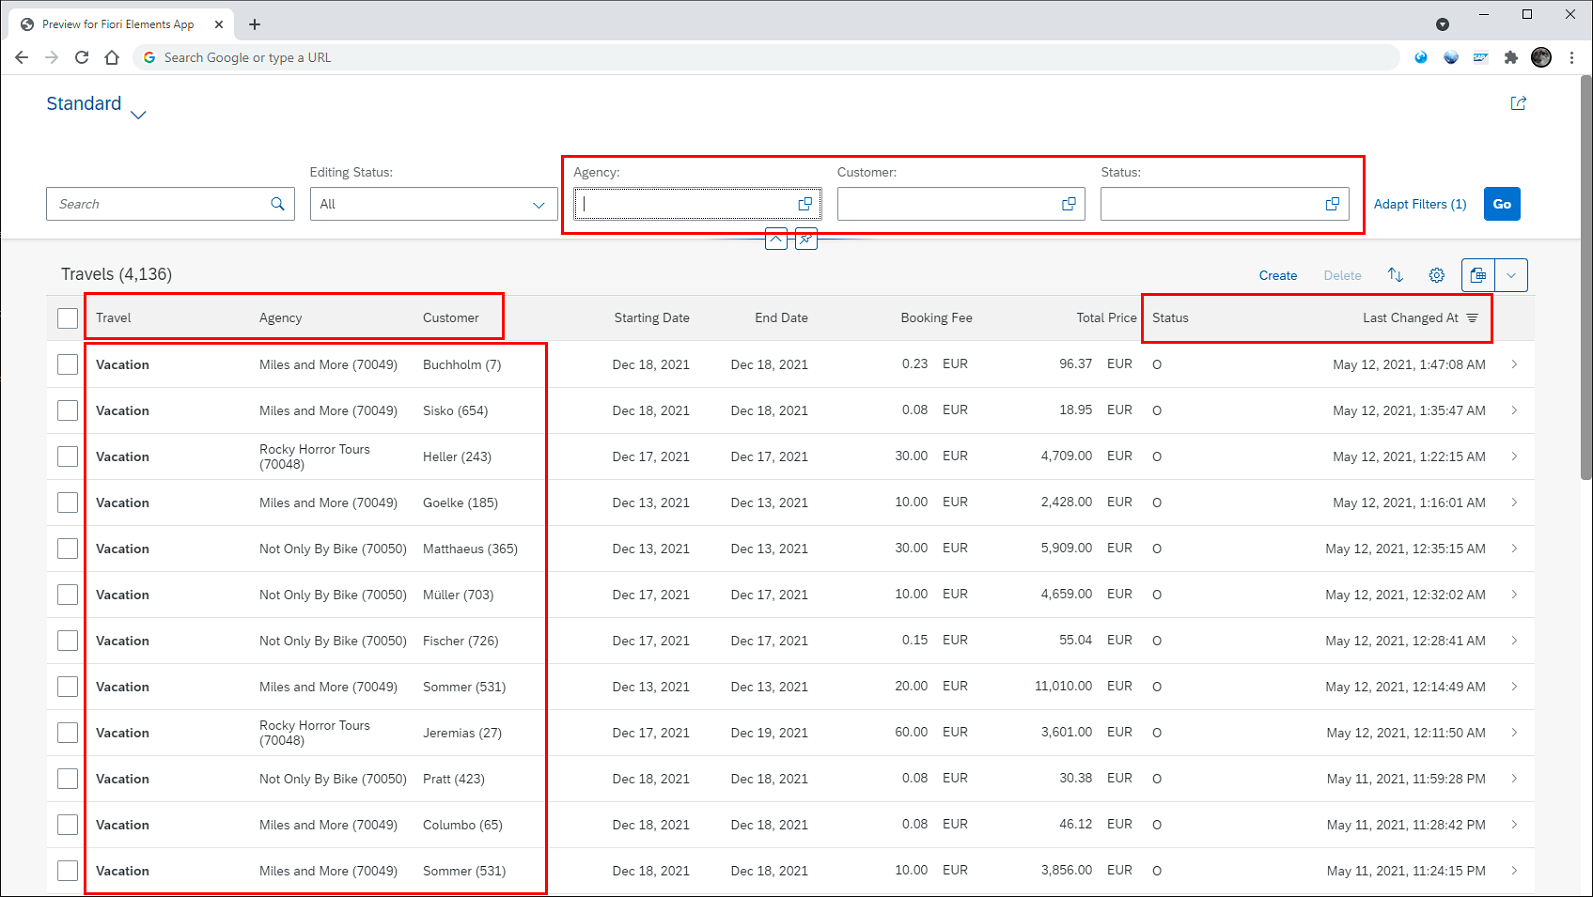 Preview for Fiori Elements App
Search Google or type a URL
Standard
Editing Status: Agency: Customer: Status:
Search All Adapt Filters (1) Go
Travels (4,136) Create Delete
Travel Agency Customer Starting Date End Date Booking Fee Total Price Status Last Changed At
Vacation Miles and More (70049) Buchholm (7) Dec 18, 2021 Dec 18, 2021 0.23 EUR 96.37 EUR O May 12, 2021, 1:47:08 AM
Vacation Miles and More (70049) Sisko (654) Dec 18, 2021 Dec 18, 2021 0.08 EUR 18.95 EUR O May 12, 2021, 1:35:47 AM
Vacation Rocky Horror Tours (70048) Heller (243) Dec 17, 2021 Dec 17, 2021 30.00 EUR 4,709.00 EUR O May 12, 2021, 1:22:15 AM
Vacation Miles and More (70049) Goelke (185) Dec 13, 2021 Dec 13, 2021 10.00 EUR 2,428.00 EUR O May 12, 2021, 1:16:01 AM
Vacation Not Only By Bike (70050) Matthaeus (365) Dec 13, 2021 Dec 13, 2021 30.00 EUR 5,909.00 EUR O May 12, 2021, 12:35:15 AM
Vacation Not Only By Bike (70050) Müller (703) Dec 17, 2021 Dec 17, 2021 10.00 EUR 4,659.00 EUR O May 12, 2021, 12:32:02 AM
Vacation Not Only By Bike (70050) Fischer (726) Dec 17, 2021 Dec 17, 2021 0.15 EUR 55.04 EUR O May 12, 2021, 12:28:41 AM
Vacation Miles and More (70049) Sommer (531) Dec 13, 2021 Dec 13, 2021 20.00 EUR 11,010.00 EUR O May 12, 2021, 12:14:49 AM
Vacation Rocky Horror Tours (70048) Jeremias (27) Dec 17, 2021 Dec 19, 2021 60.00 EUR 3,601.00 EUR O May 12, 2021, 12:11:50 AM
Vacation Not Only By Bike (70050) Pratt (423) Dec 18, 2021 Dec 18, 2021 0.08 EUR 30.38 EUR O May 11, 2021, 11:59:28 PM
Vacation Miles and More (70049) Columbo (65) Dec 18, 2021 Dec 18, 2021 0.08 EUR 46.12 EUR O May 11, 2021, 11:28:42 PM
Vacation Miles and More (70049) Sommer (531) Dec 18, 2021 Dec 18, 2021 10.00 EUR 3,856.00 EUR O May 11, 2021, 11:24:15 PM